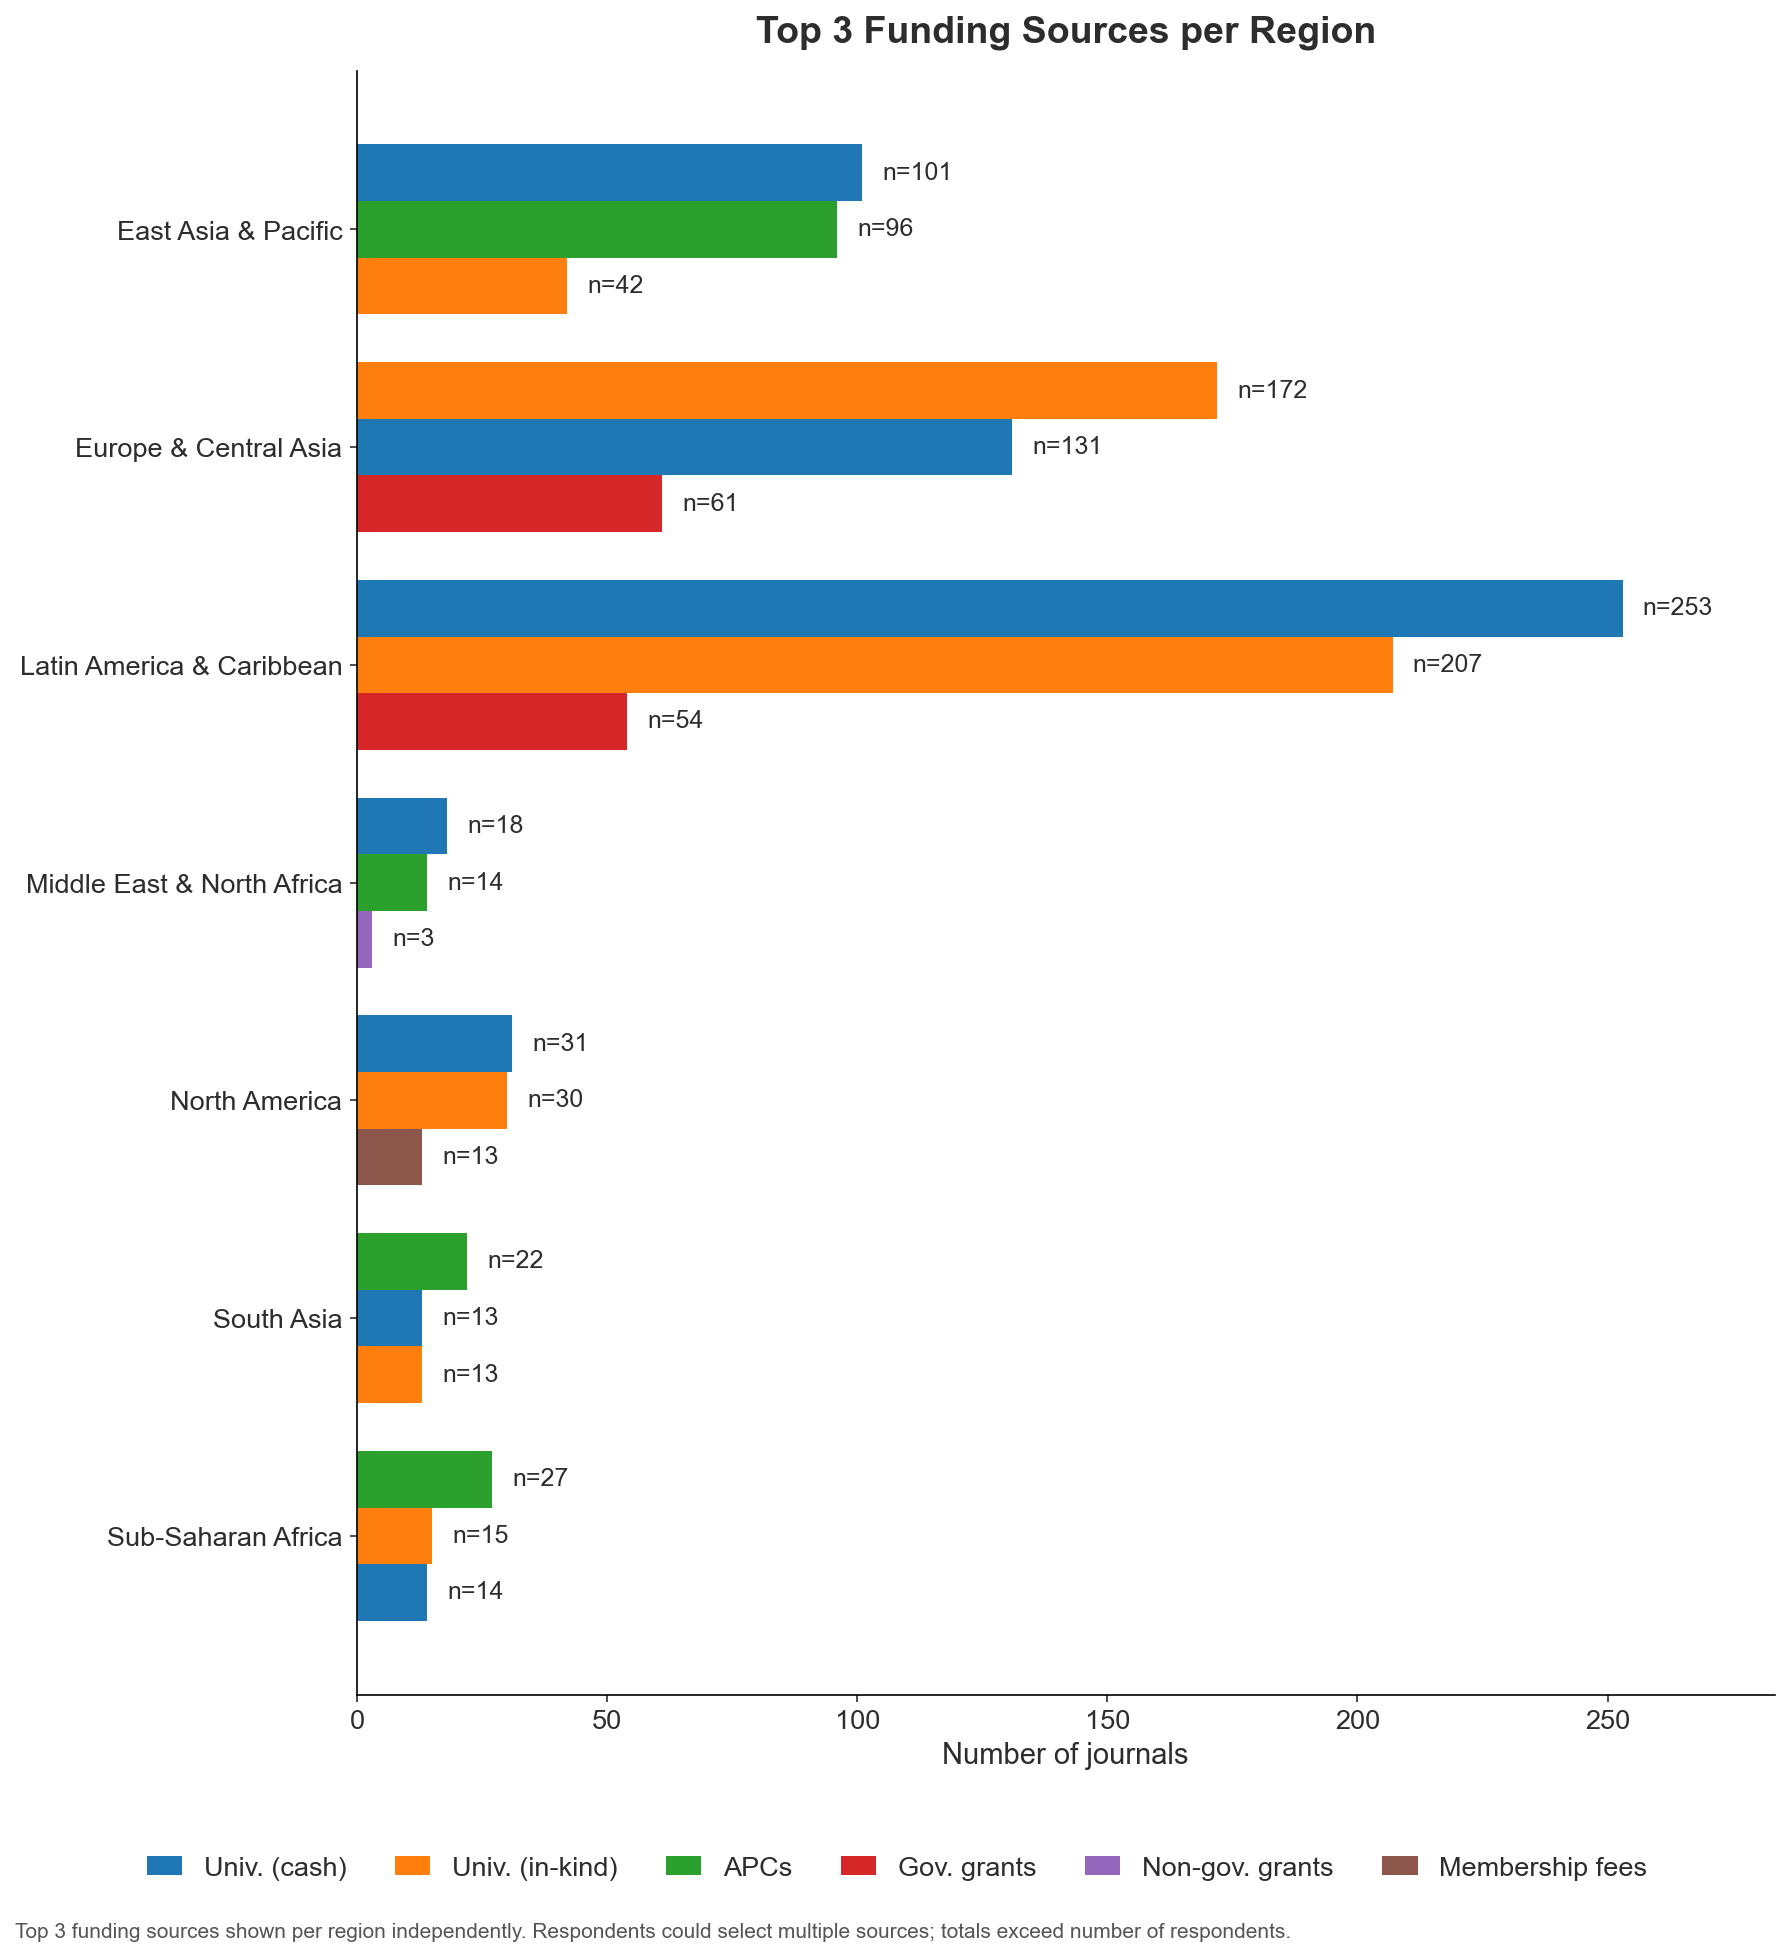 Top 3 Funding Sources per Region
East Asia & Pacific
n=101
n=96
n=42
Europe & Central Asia
n=172
n=131
n=61
Latin America & Caribbean
n=253
n=207
n=54
Middle East & North Africa
n=18
n=14
n=3
North America
n=31
n=30
n=13
South Asia
n=22
n=13
n=13
Sub-Saharan Africa
n=27
n=15
n=14
0 50 100 150 200 250
Number of journals
Univ. (cash) Univ. (in-kind) APCs Gov. grants Non-gov. grants Membership fees
Top 3 funding sources shown per region independently. Respondents could select multiple sources; totals exceed number of respondents.